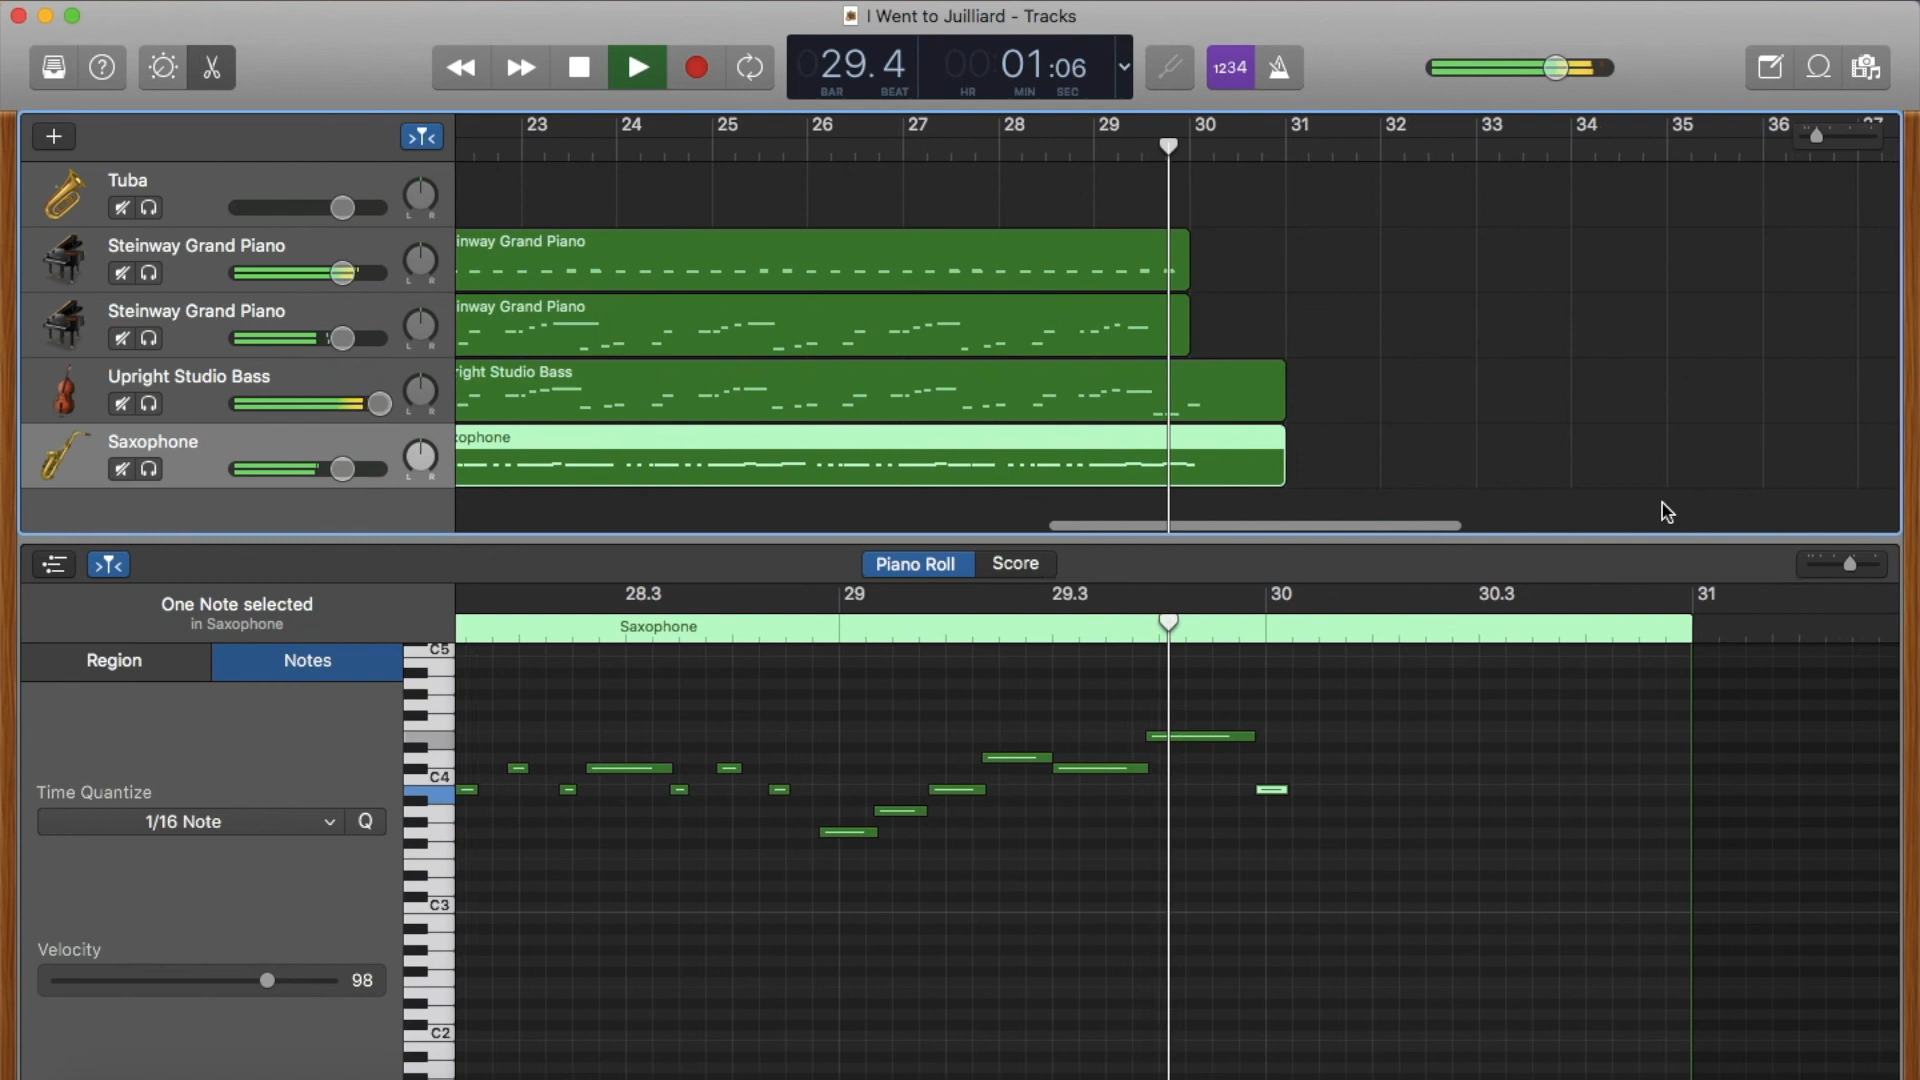 I Went to Juilliard - Tracks
29.4 01:06
BAR BEAT HR MIN SEC
1234
23 24 25 26 27 28 29 30 31 32 33 34 35 36 37
Tuba
L R
Steinway Grand Piano
L R
inway Grand Piano
Steinway Grand Piano
L R
inway Grand Piano
Upright Studio Bass
L R
right Studio Bass
Saxophone
L R
xophone
Piano Roll Score
28.3 29 29.3 30 30.3 31
One Note selected
in Saxophone
Saxophone
Region Notes
C5
C4
Time Quantize
1/16 Note Q
C3
Velocity
98
C2